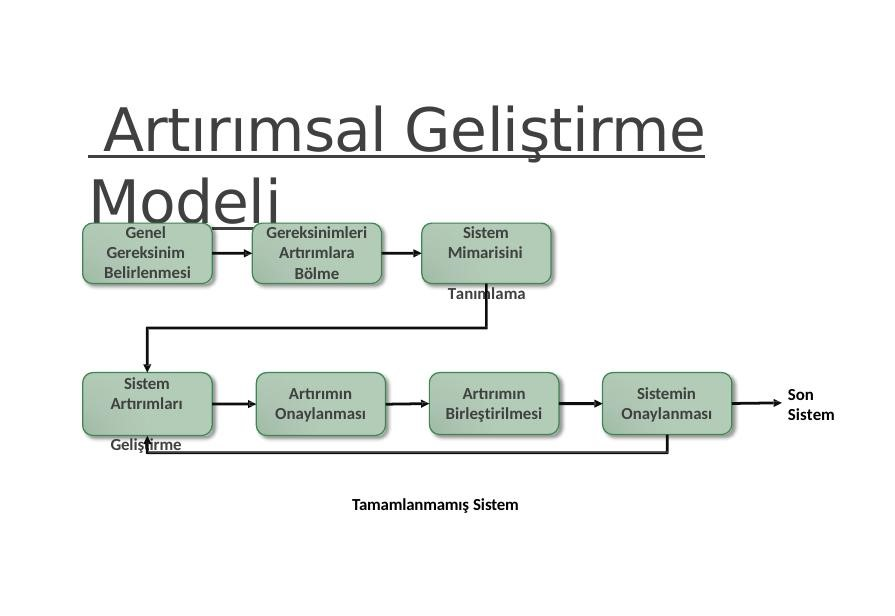 Artırımsal Geliştirme
Modeli
Genel
Gereksinim
Belirlenmesi
Gereksinimleri
Artırımlara
Bölme
Sistem
Mimarisini
Tanımlama
Sistem
Artırımları
Geliştirme
Artırımın
Onaylanması
Artırımın
Birleştirilmesi
Sistemin
Onaylanması
Son
Sistem
Tamamlanmamış Sistem